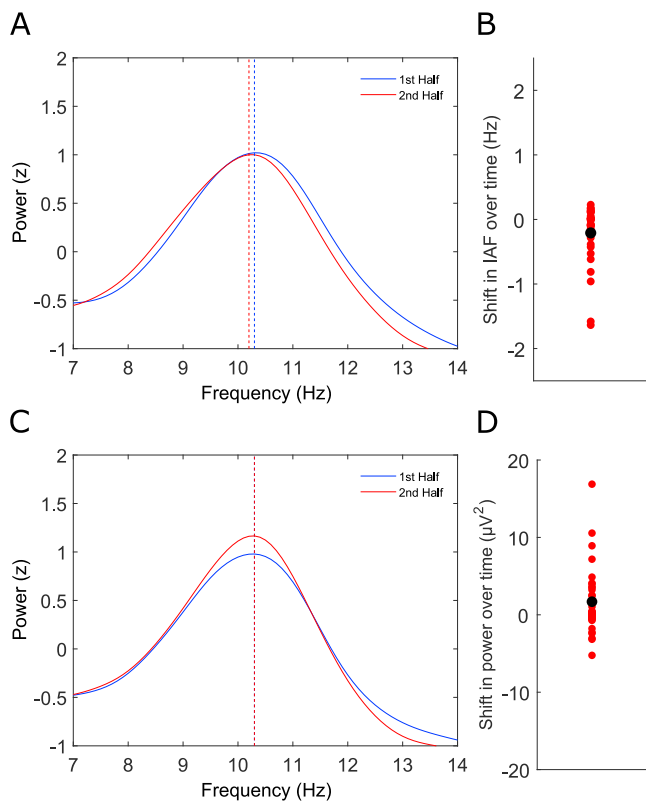 A
2
1.5
1
0.5
0
-0.5
-1
7
8
9
10
11
12
13
14
Power (z)
Frequency (Hz)
1st Half
2nd Half
B
2
1
0
-1
-2
Shift in IAF over time (Hz)
C
2
1.5
1
0.5
0
-0.5
-1
7
8
9
10
11
12
13
14
Power (z)
Frequency (Hz)
1st Half
2nd Half
D
20
10
0
-10
-20
Shift in power over time (µV⁻²)